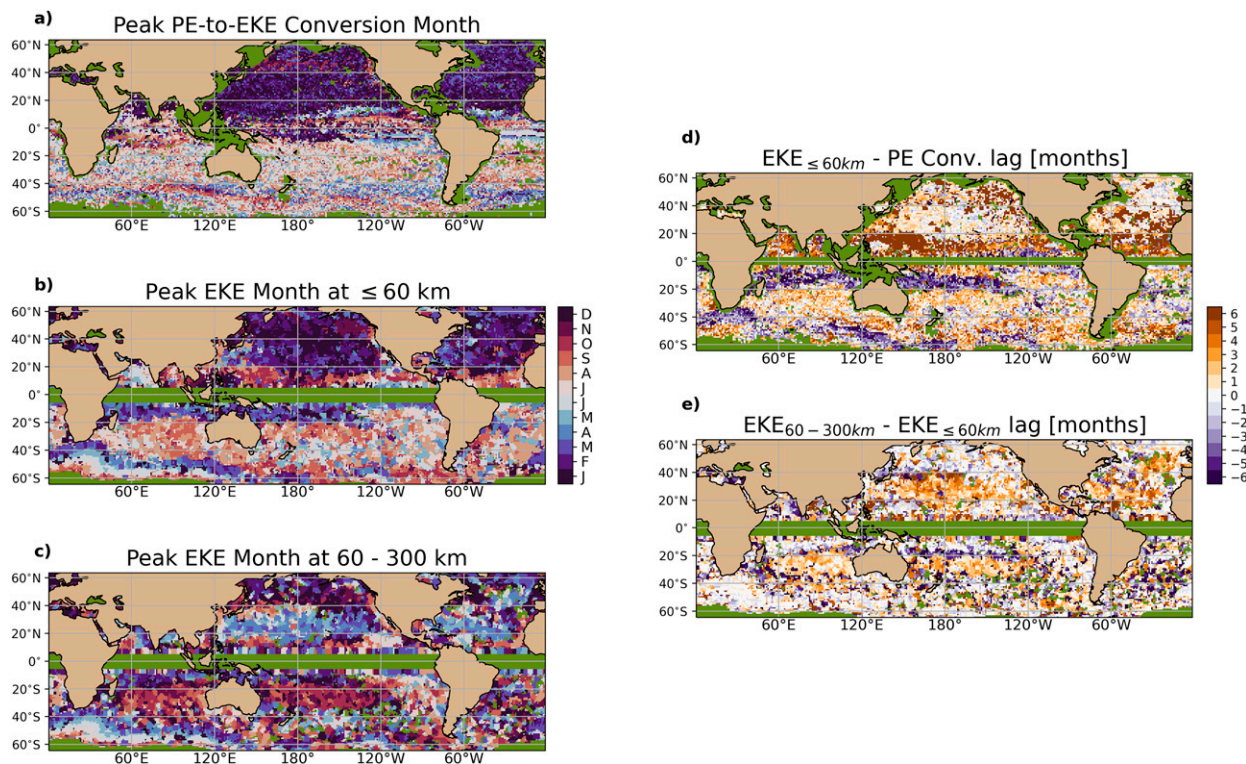 a)
Peak PE-to-EKE Conversion Month
60°N
40°N
20°N
0°
20°S
40°S
60°S
60°E 120°E 180° 120°W 60°W
b)
Peak EKE Month at ≤ 60 km
60°N
40°N
20°N
0°
20°S
40°S
60°S
60°E 120°E 180° 120°W 60°W
D
N
O
S
A
J
J
M
A
M
F
J
c)
Peak EKE Month at 60 - 300 km
60°N
40°N
20°N
0°
20°S
40°S
60°S
60°E 120°E 180° 120°W 60°W
d)
EKE≤ 60km - PE Conv. lag [months]
60°N
40°N
20°N
0°
20°S
40°S
60°S
60°E 120°E 180° 120°W 60°W
e)
EKE60 − 300km - EKE≤ 60km lag [months]
60°N
40°N
20°N
0°
20°S
40°S
60°S
60°E 120°E 180° 120°W 60°W
6
5
4
3
2
1
0
−1
−2
−3
−4
−5
−6